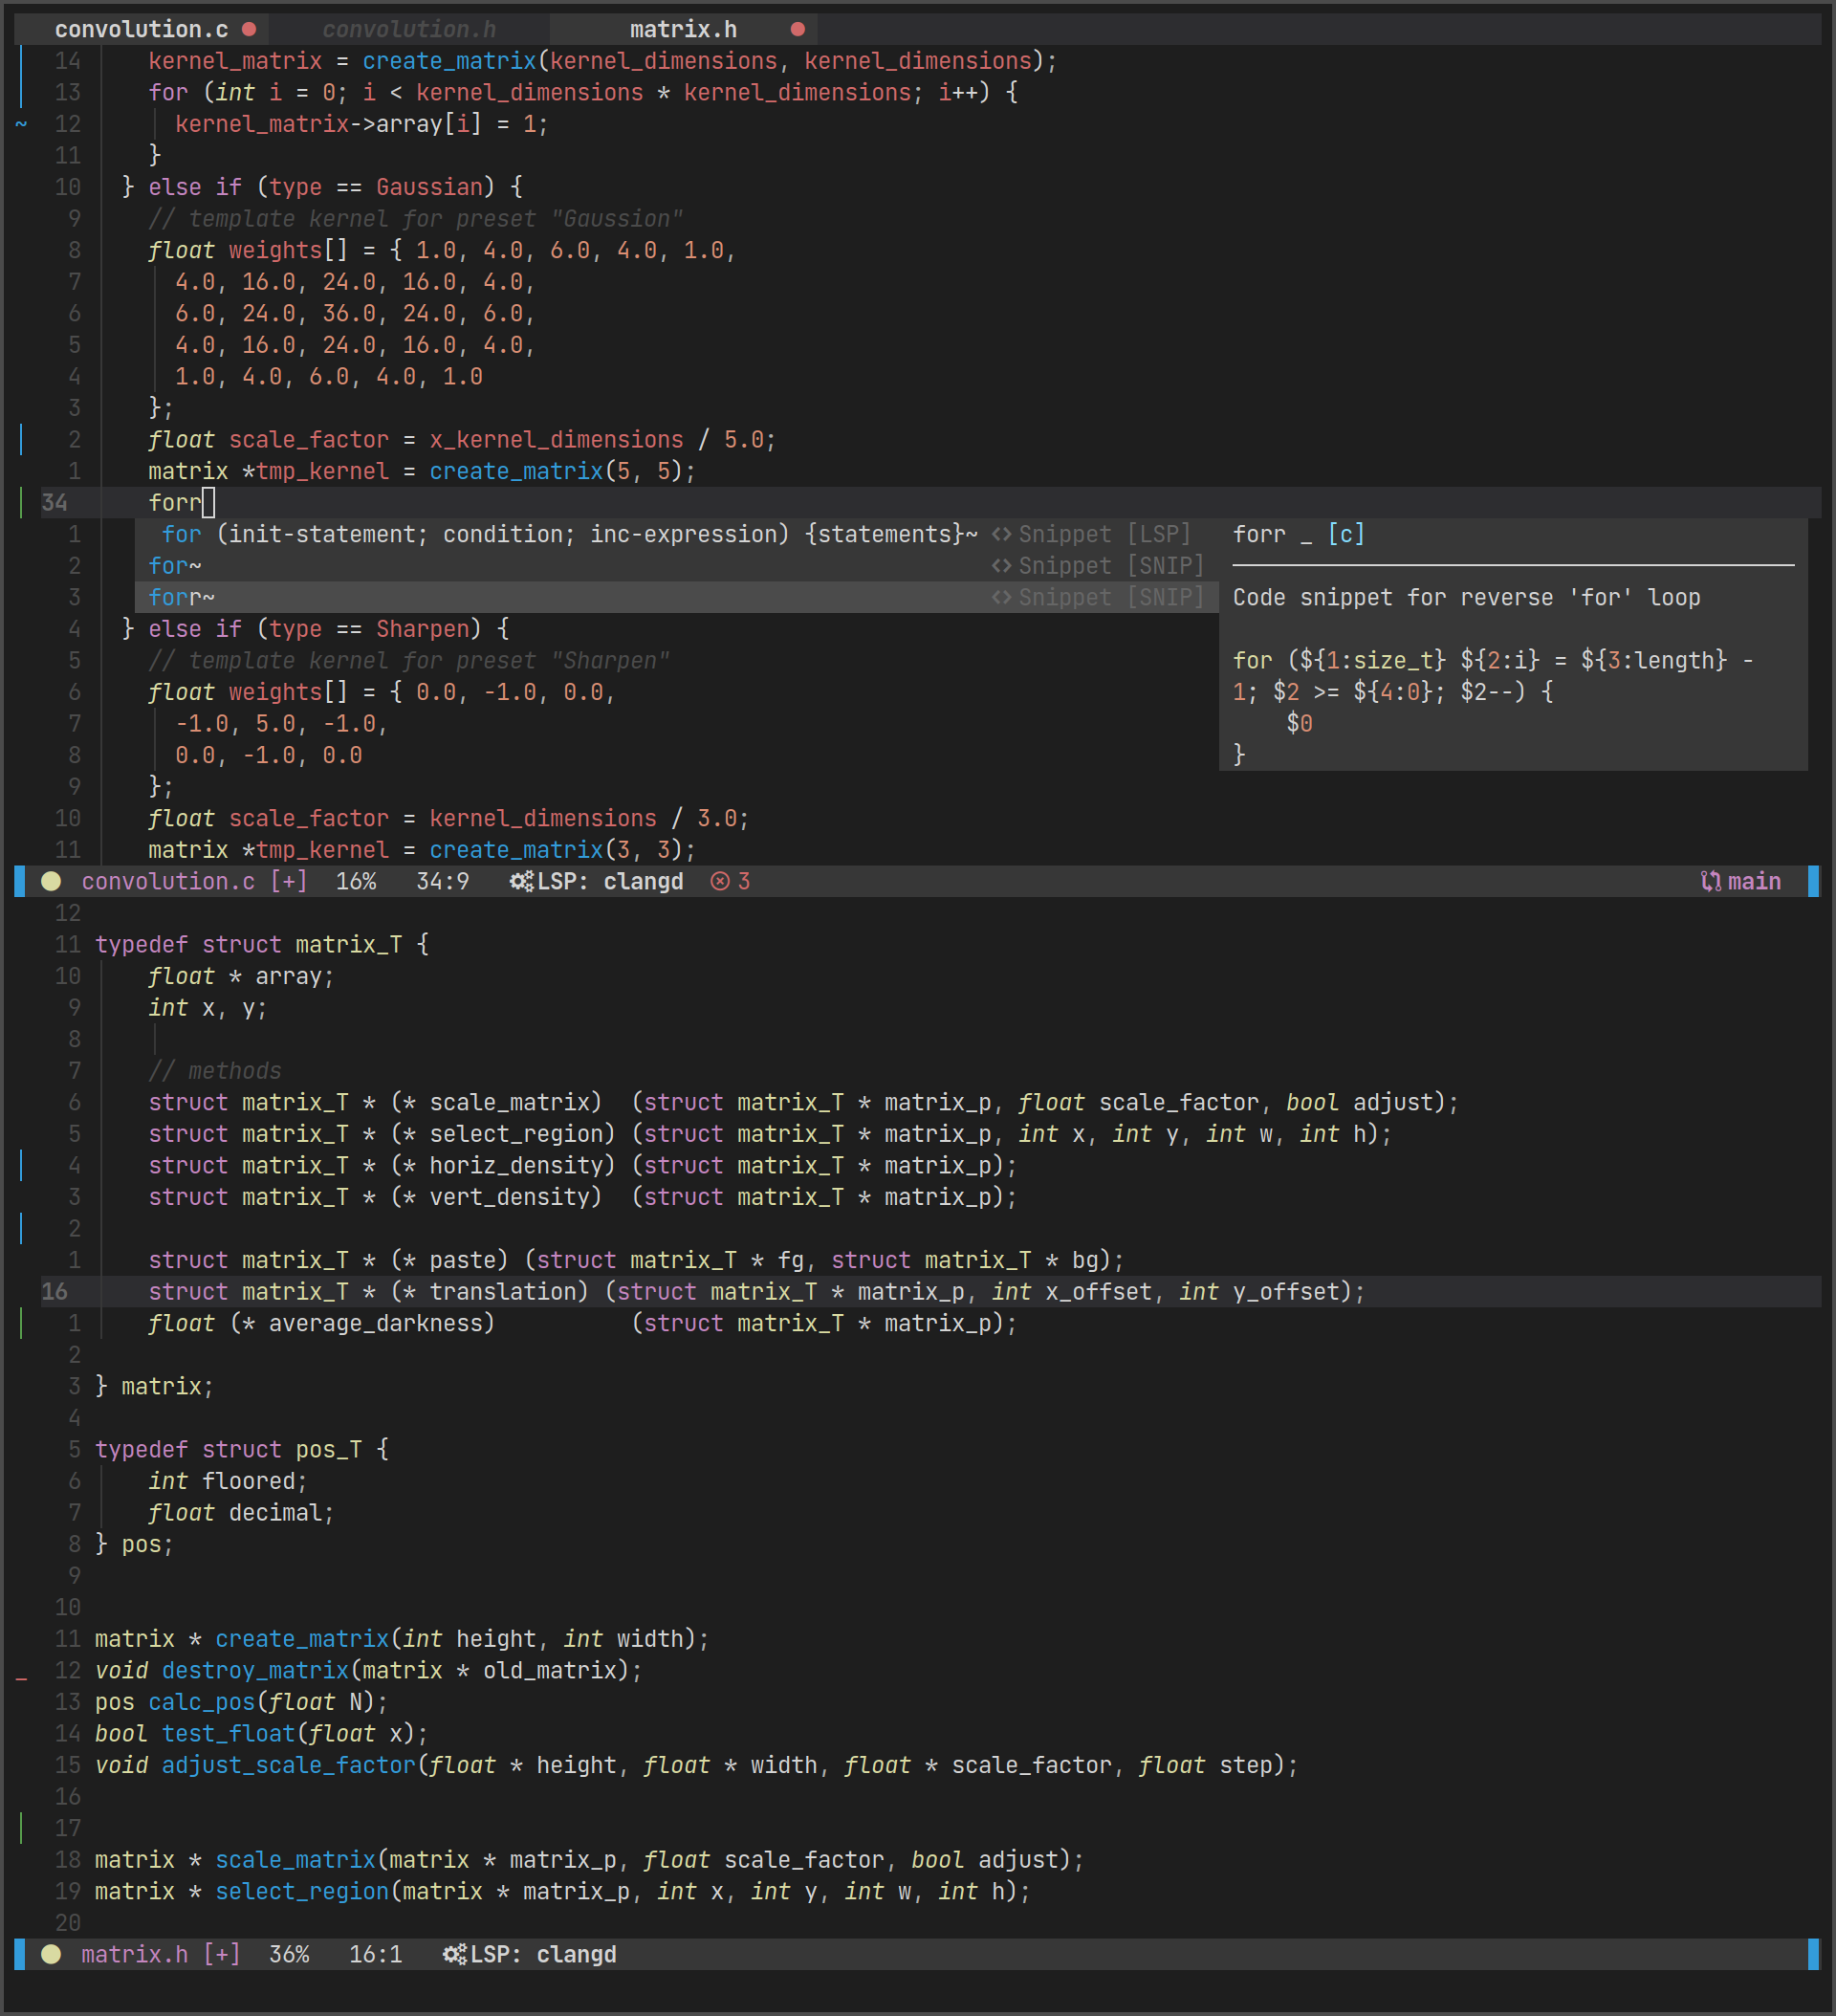 convolution.c ● convolution.h matrix.h ●
14 kernel_matrix = create_matrix(kernel_dimensions, kernel_dimensions);
13 for (int i = 0; i < kernel_dimensions * kernel_dimensions; i++) {
~ 12 kernel_matrix->array[i] = 1;
11 }
10 } else if (type == Gaussian) {
9 // template kernel for preset "Gaussion"
8 float weights[] = { 1.0, 4.0, 6.0, 4.0, 1.0,
7 4.0, 16.0, 24.0, 16.0, 4.0,
6 6.0, 24.0, 36.0, 24.0, 6.0,
5 4.0, 16.0, 24.0, 16.0, 4.0,
4 1.0, 4.0, 6.0, 4.0, 1.0
3 };
2 float scale_factor = x_kernel_dimensions / 5.0;
1 matrix *tmp_kernel = create_matrix(5, 5);
34 forr
1 for (init-statement; condition; inc-expression) {statements}~ <> Snippet [LSP]
2 for~ <> Snippet [SNIP]
3 forr~ <> Snippet [SNIP]
forr _ [c]
Code snippet for reverse 'for' loop
for (${1:size_t} ${2:i} = ${3:length} -
1; $2 >= ${4:0}; $2--) {
$0
}
4 } else if (type == Sharpen) {
5 // template kernel for preset "Sharpen"
6 float weights[] = { 0.0, -1.0, 0.0,
7 -1.0, 5.0, -1.0,
8 0.0, -1.0, 0.0
9 };
10 float scale_factor = kernel_dimensions / 3.0;
11 matrix *tmp_kernel = create_matrix(3, 3);
convolution.c [+] 16% 34:9 LSP: clangd 3 main
12
11 typedef struct matrix_T {
10 float * array;
9 int x, y;
8
7 // methods
6 struct matrix_T * (* scale_matrix) (struct matrix_T * matrix_p, float scale_factor, bool adjust);
5 struct matrix_T * (* select_region) (struct matrix_T * matrix_p, int x, int y, int w, int h);
4 struct matrix_T * (* horiz_density) (struct matrix_T * matrix_p);
3 struct matrix_T * (* vert_density) (struct matrix_T * matrix_p);
2
1 struct matrix_T * (* paste) (struct matrix_T * fg, struct matrix_T * bg);
16 struct matrix_T * (* translation) (struct matrix_T * matrix_p, int x_offset, int y_offset);
1 float (* average_darkness) (struct matrix_T * matrix_p);
2
3 } matrix;
4
5 typedef struct pos_T {
6 int floored;
7 float decimal;
8 } pos;
9
10
11 matrix * create_matrix(int height, int width);
_ 12 void destroy_matrix(matrix * old_matrix);
13 pos calc_pos(float N);
14 bool test_float(float x);
15 void adjust_scale_factor(float * height, float * width, float * scale_factor, float step);
16
17
18 matrix * scale_matrix(matrix * matrix_p, float scale_factor, bool adjust);
19 matrix * select_region(matrix * matrix_p, int x, int y, int w, int h);
20
matrix.h [+] 36% 16:1 LSP: clangd